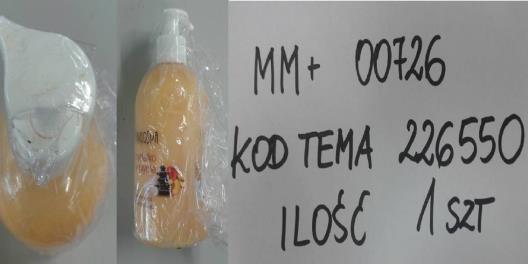 MM+ 00726
KOD TEMA 226550
ILOŚĆ 1 SZT